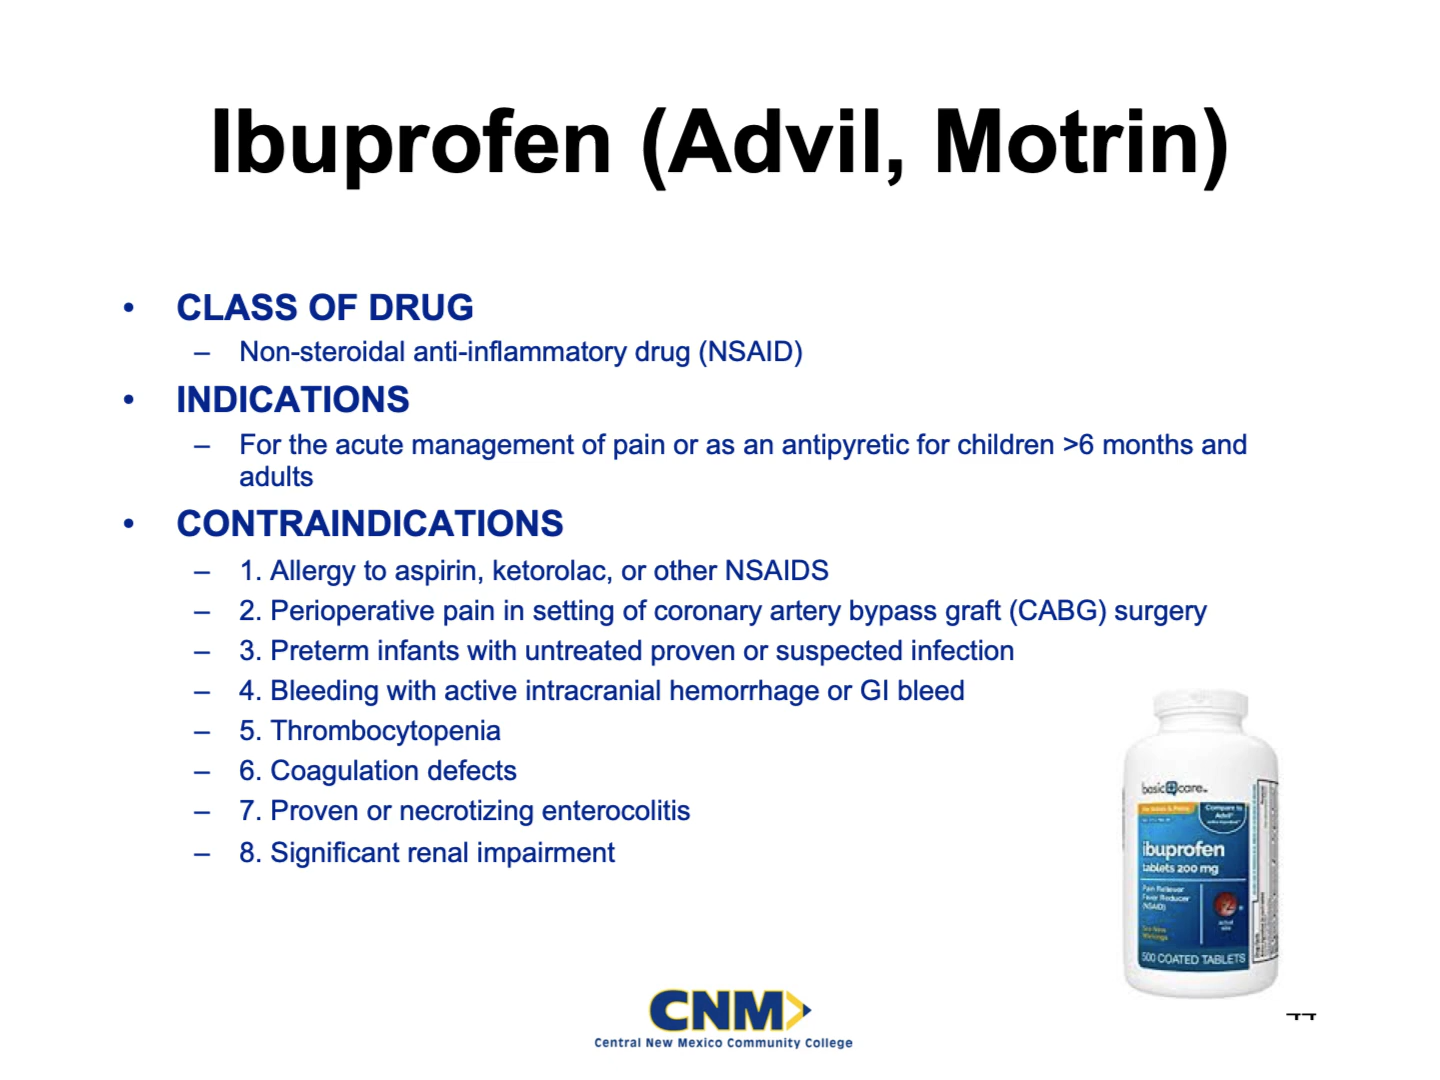 Ibuprofen (Advil, Motrin)
• CLASS OF DRUG
– Non-steroidal anti-inflammatory drug (NSAID)
• INDICATIONS
– For the acute management of pain or as an antipyretic for children >6 months and
adults
• CONTRAINDICATIONS
– 1. Allergy to aspirin, ketorolac, or other NSAIDS
– 2. Perioperative pain in setting of coronary artery bypass graft (CABG) surgery
– 3. Preterm infants with untreated proven or suspected infection
– 4. Bleeding with active intracranial hemorrhage or GI bleed
– 5. Thrombocytopenia
– 6. Coagulation defects
– 7. Proven or necrotizing enterocolitis
– 8. Significant renal impairment
basic care
Compare to
Advil
ibuprofen
tablets 200 mg
Pain Reliever
Fever Reducer
(NSAID)
actual
size
500 COATED TABLETS
CNM
Central New Mexico Community College